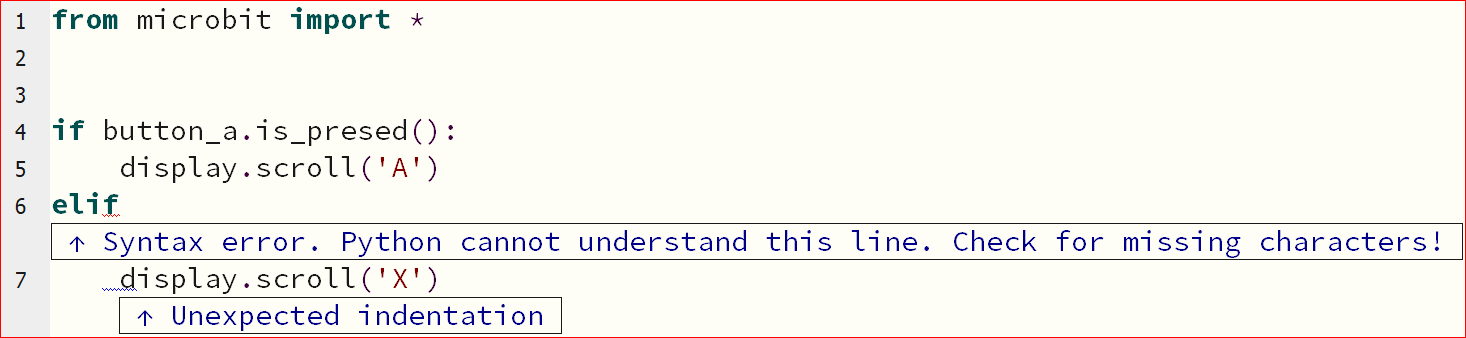 1 from microbit import *
2
3
4 if button_a.is_presed():
5     display.scroll('A')
6 elif
↑ Syntax error. Python cannot understand this line. Check for missing characters!
7     display.scroll('X')
↑ Unexpected indentation